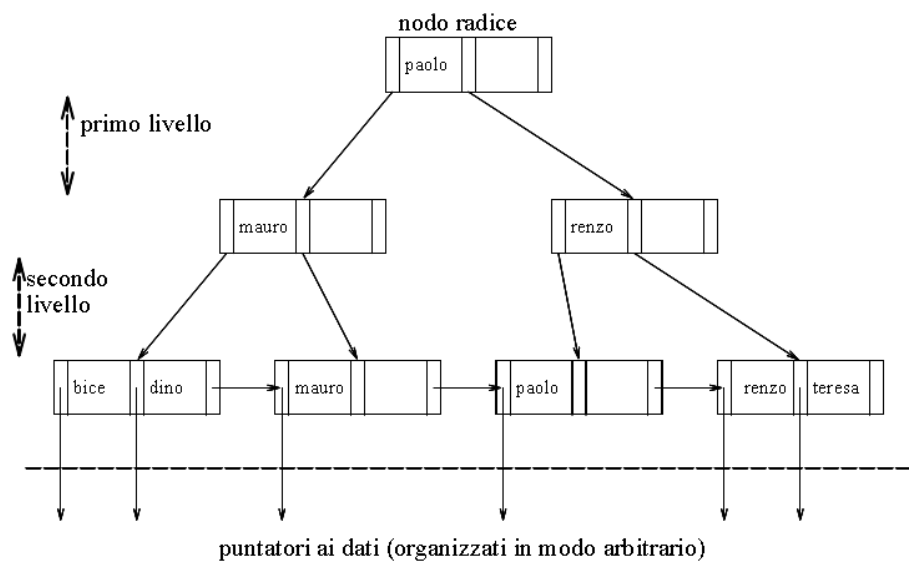 nodo radice
paolo
primo livello
mauro
renzo
secondo
livello
bice dino mauro paolo renzo teresa
puntatori ai dati (organizzati in modo arbitrario)